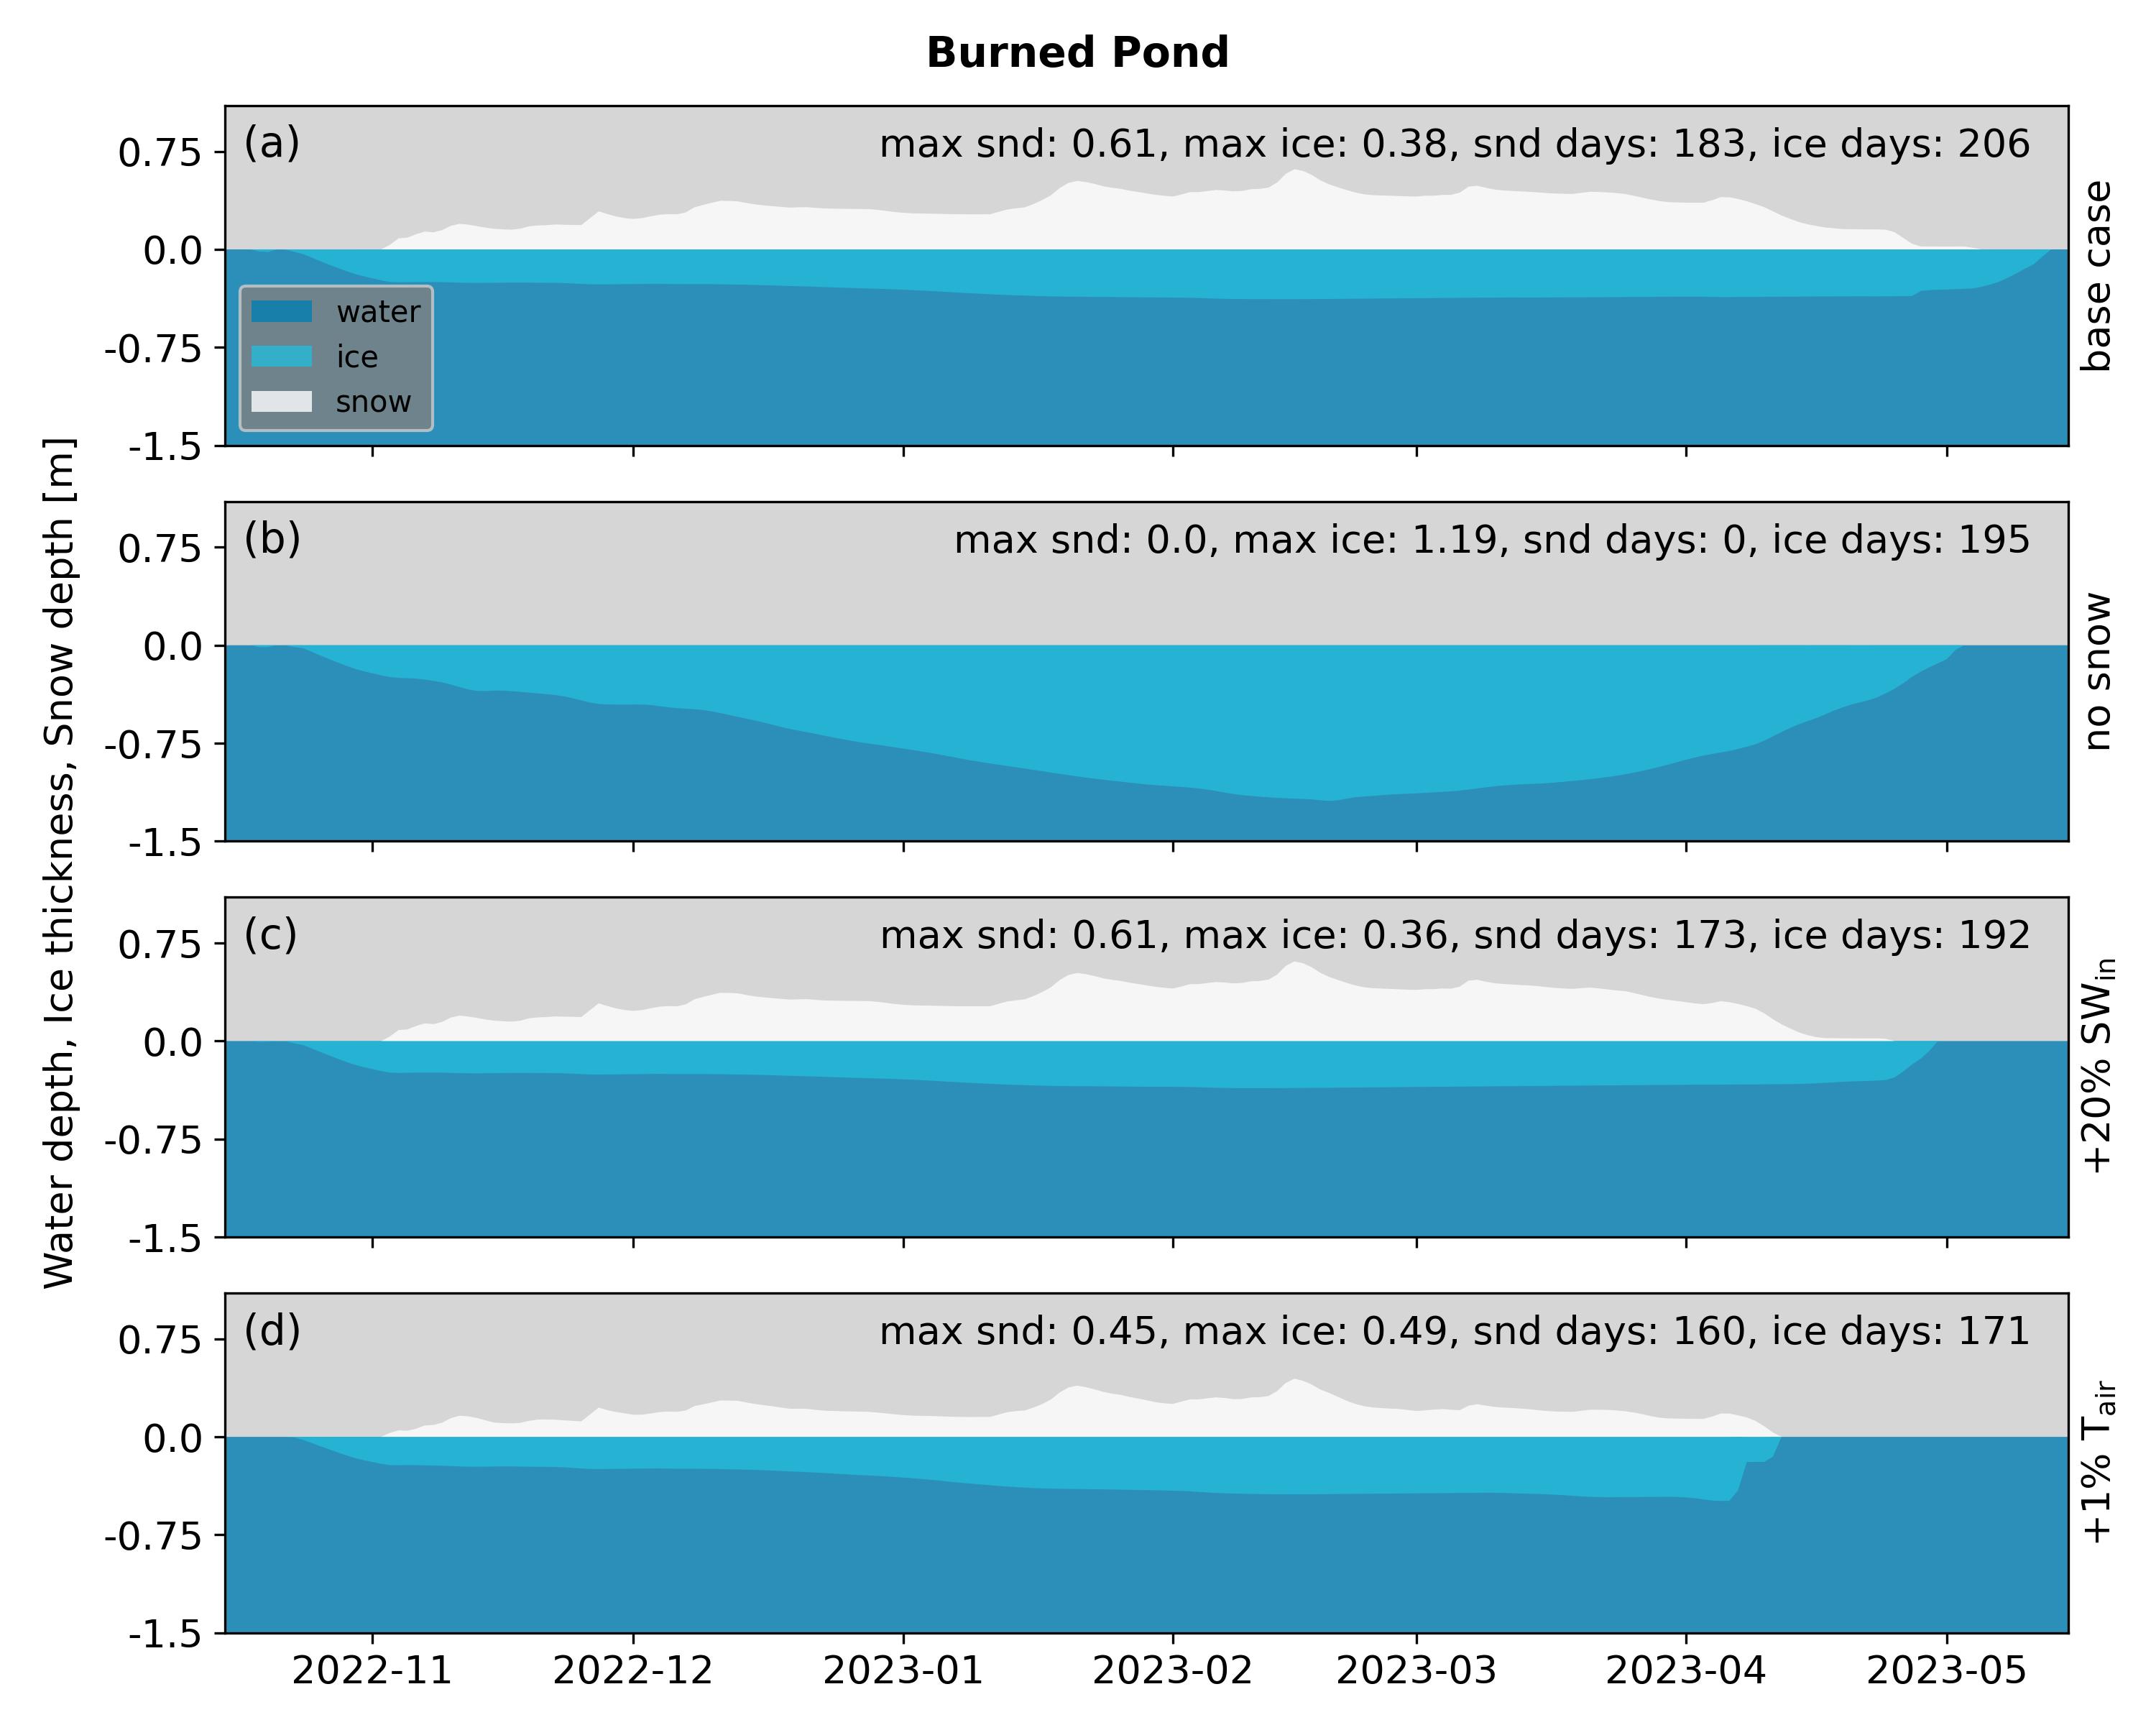 Burned Pond
Water depth, Ice thickness, Snow depth [m]
(a)
max snd: 0.61, max ice: 0.38, snd days: 183, ice days: 206
0.75
0.0
-0.75
-1.5
water
ice
snow
base case
(b)
max snd: 0.0, max ice: 1.19, snd days: 0, ice days: 195
0.75
0.0
-0.75
-1.5
no snow
(c)
max snd: 0.61, max ice: 0.36, snd days: 173, ice days: 192
0.75
0.0
-0.75
-1.5
+20% SWin
(d)
max snd: 0.45, max ice: 0.49, snd days: 160, ice days: 171
0.75
0.0
-0.75
-1.5
+1% Tair
2022-11 2022-12 2023-01 2023-02 2023-03 2023-04 2023-05